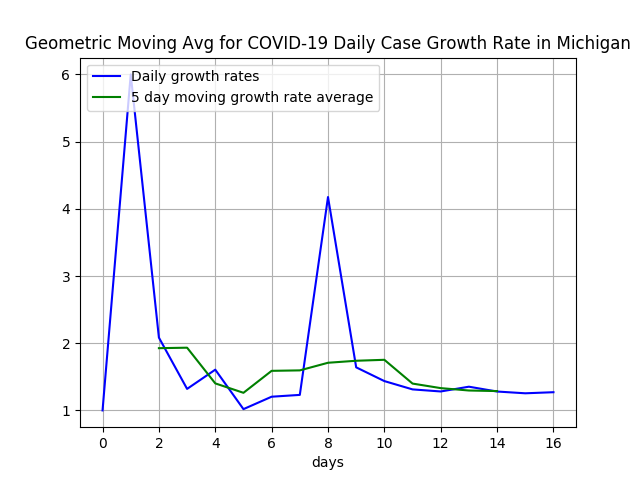 Geometric Moving Avg for COVID-19 Daily Case Growth Rate in Michigan
Daily growth rates
5 day moving growth rate average
6
5
4
3
2
1
0 2 4 6 8 10 12 14 16
days